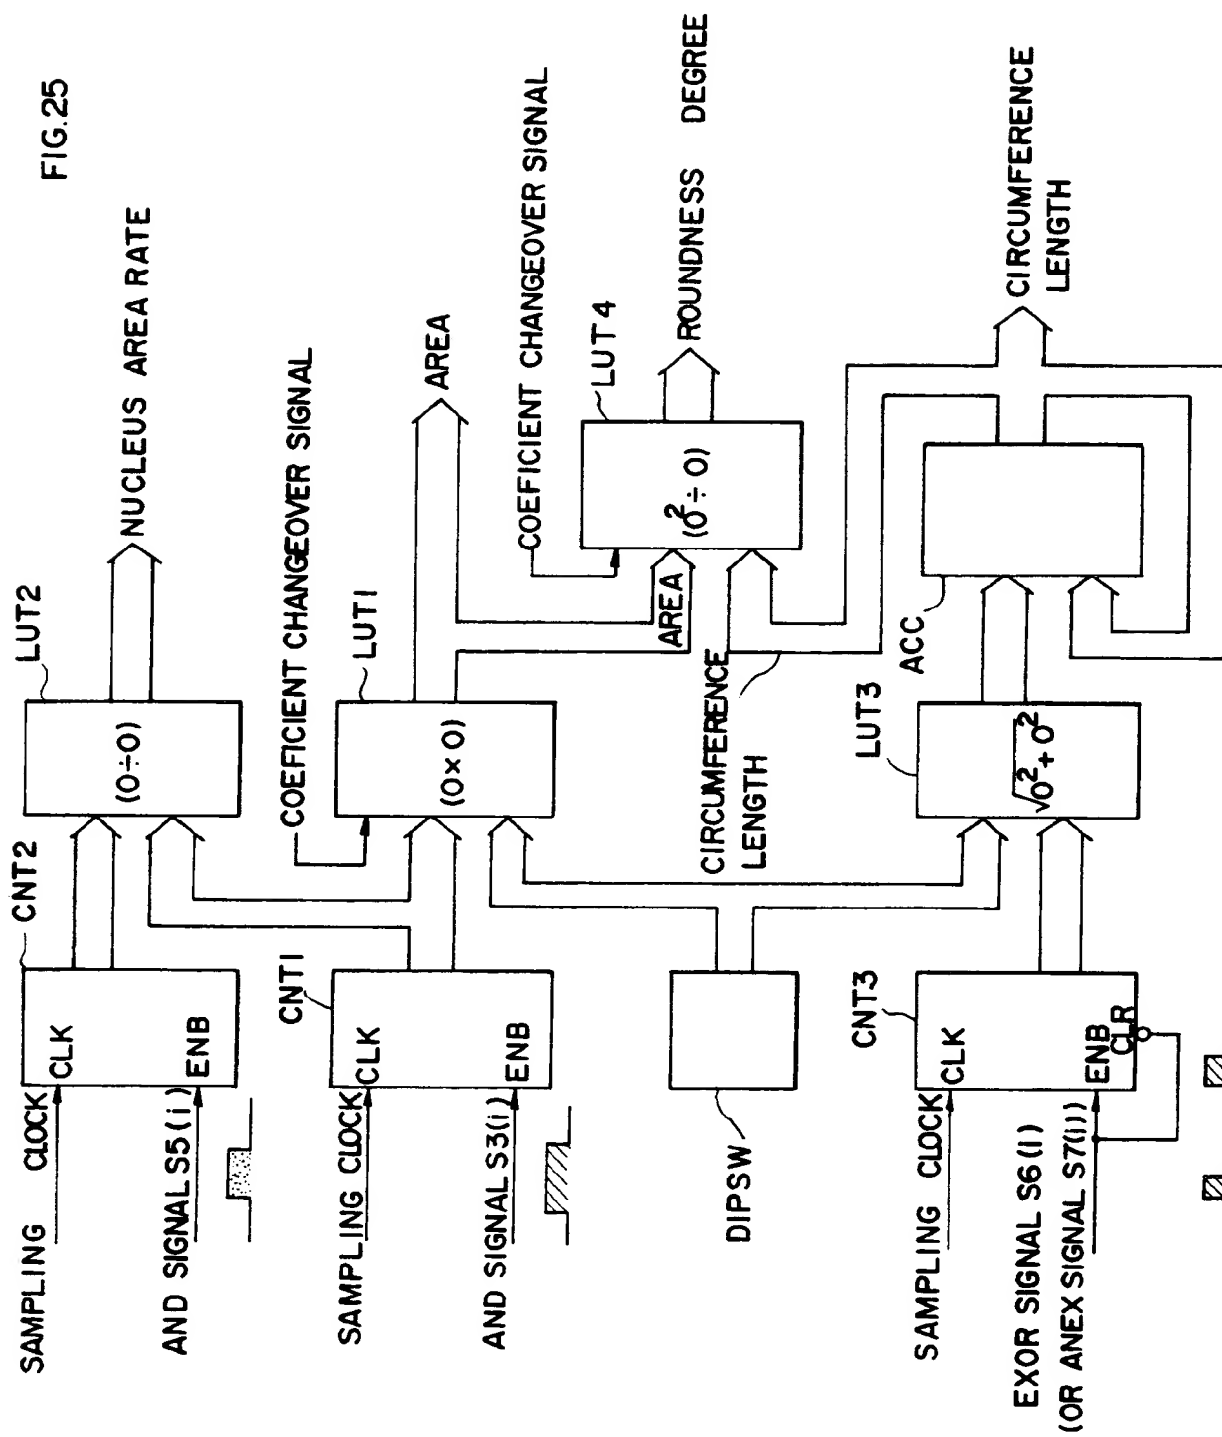 FIG.25
SAMPLING CLOCK
AND SIGNAL S5(i)
CNT2
CLK
ENB
LUT2
(O÷O)
NUCLEUS AREA RATE
SAMPLING CLOCK
AND SIGNAL S3(i)
CNT1
CLK
ENB
COEFICIENT CHANGEOVER SIGNAL
LUT1
(O×O)
AREA
DIPSW
COEFICIENT CHANGEOVER SIGNAL
LUT4
AREA
(O²÷O)
ROUNDNESS DEGREE
CIRCUMFERENCE
LENGTH
SAMPLING CLOCK
EXOR SIGNAL S6(i)
(OR ANEX SIGNAL S7(i))
CNT3
CLK
ENB
CLR
LUT3
√O²+O²
ACC
CIRCUMFERENCE
LENGTH